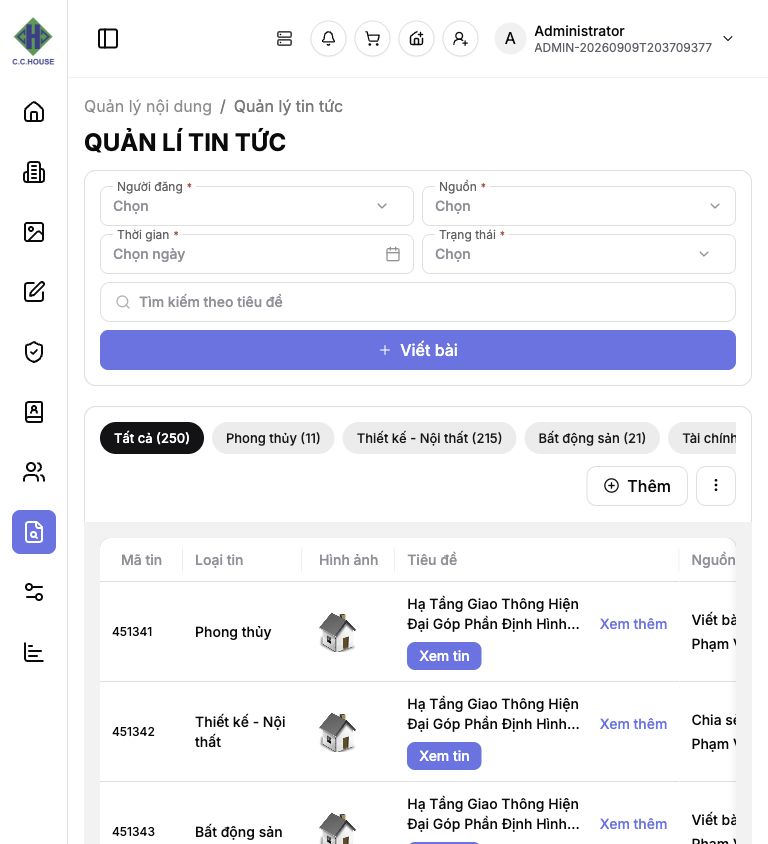 C.C.HOUSE
A
Administrator
ADMIN-20260909T203709377
Quản lý nội dung / Quản lý tin tức
QUẢN LÍ TIN TỨC
Người đăng *
Chọn
Nguồn *
Chọn
Thời gian *
Chọn ngày
Trạng thái *
Chọn
Tìm kiếm theo tiêu đề
Viết bài
Tất cả (250)
Phong thủy (11)
Thiết kế - Nội thất (215)
Bất động sản (21)
Tài chính
Thêm
Mã tin
Loại tin
Hình ảnh
Tiêu đề
Nguồn
451341
Phong thủy
Hạ Tầng Giao Thông Hiện
Đại Góp Phần Định Hình...
Xem thêm
Xem tin
Viết bà
Phạm V
451342
Thiết kế - Nội
thất
Hạ Tầng Giao Thông Hiện
Đại Góp Phần Định Hình...
Xem thêm
Xem tin
Chia sẻ
Phạm V
451343
Bất động sản
Hạ Tầng Giao Thông Hiện
Đại Góp Phần Định Hình...
Xem thêm
Viết bà